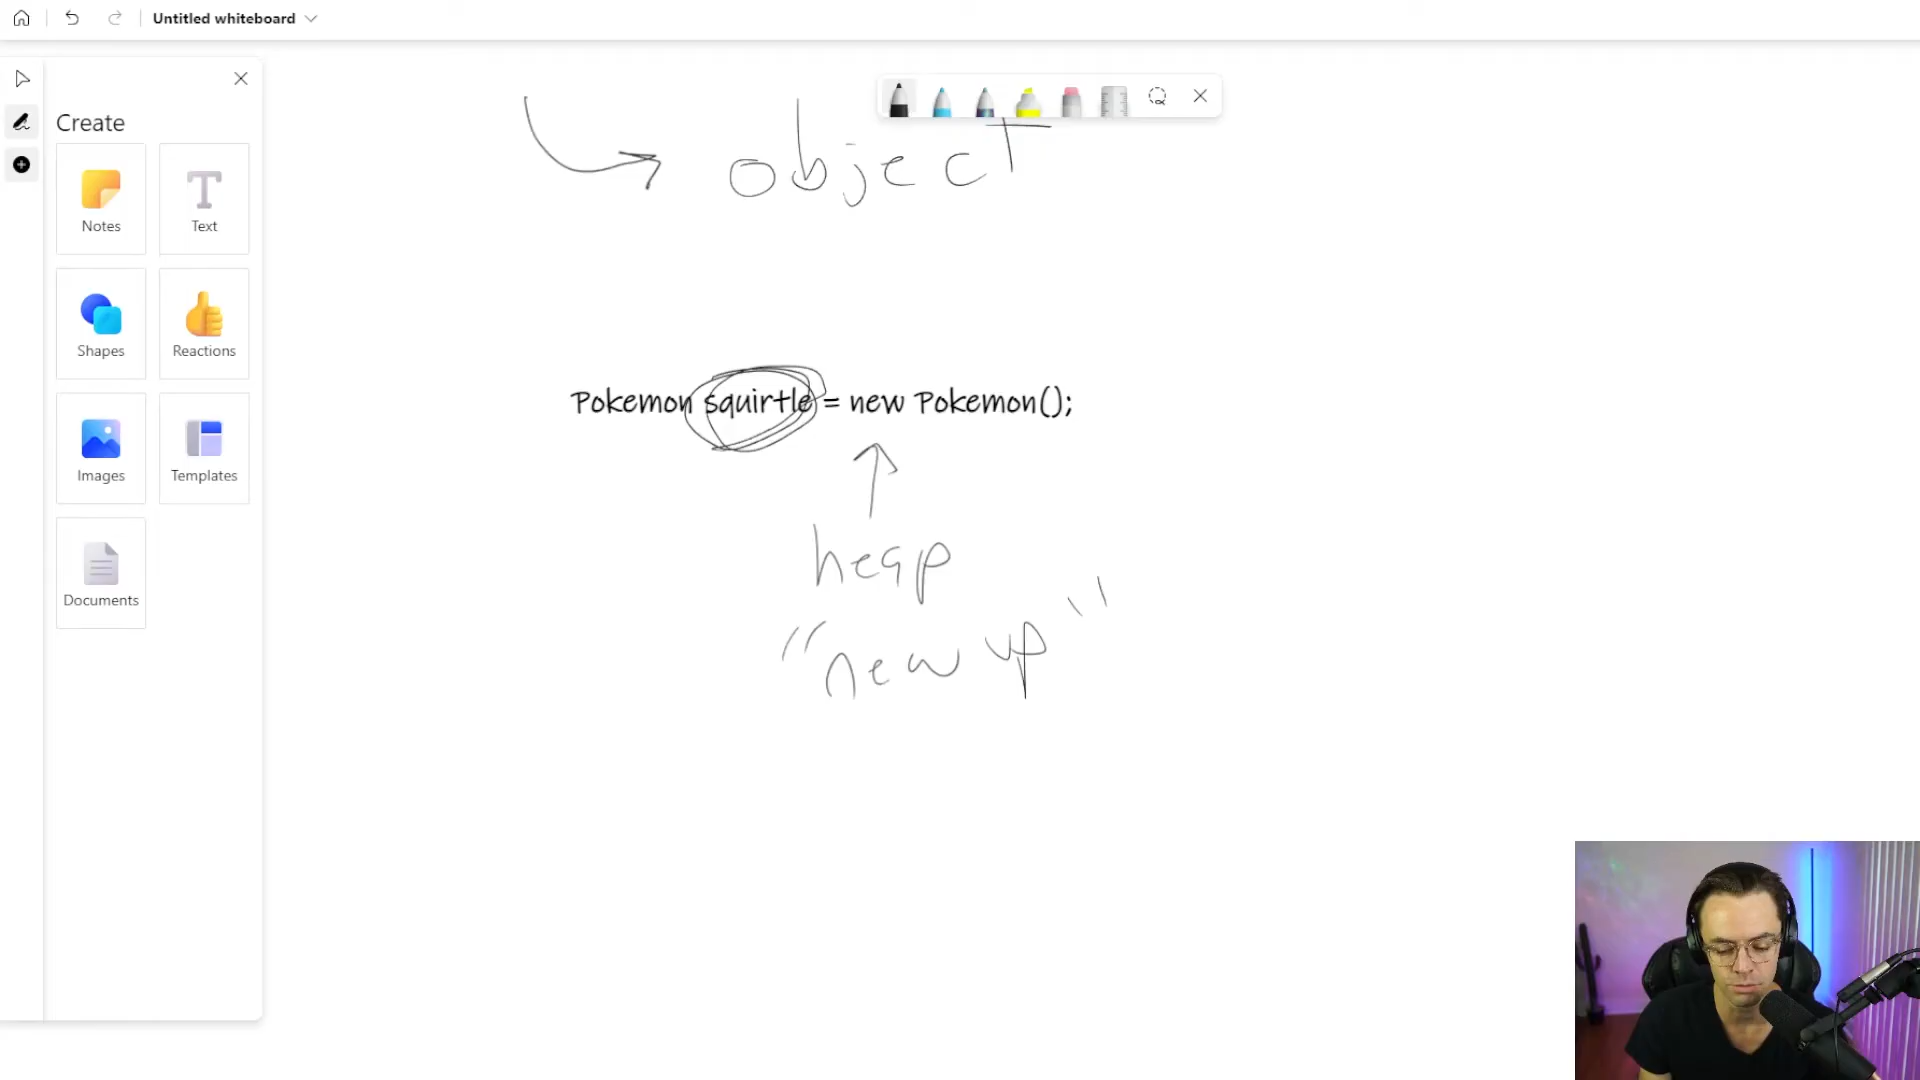 Untitled whiteboard
Create
Notes
Text
Shapes
Reactions
Images
Templates
Documents
object
Pokemon squirtle = new Pokemon();
heap
"new up"